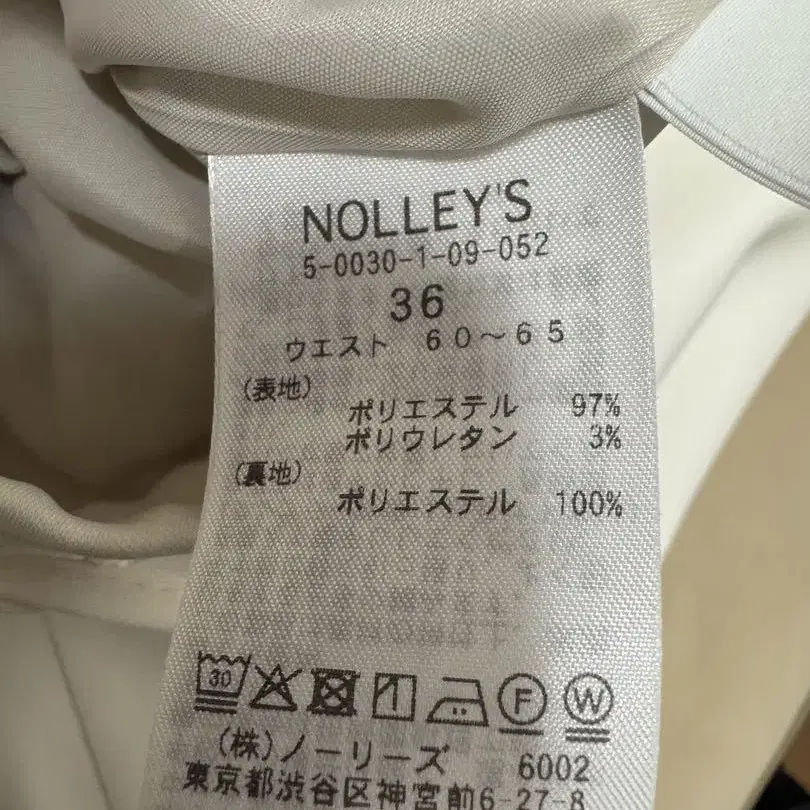 NOLLEY'S
5-0030-1-09-052
36
ウエスト 60〜65
(表地)
ポリエステル 97%
ポリウレタン 3%
(裏地)
ポリエステル 100%
30 F W
(株)ノーリーズ 6002
東京都渋谷区神宮前6-27-8